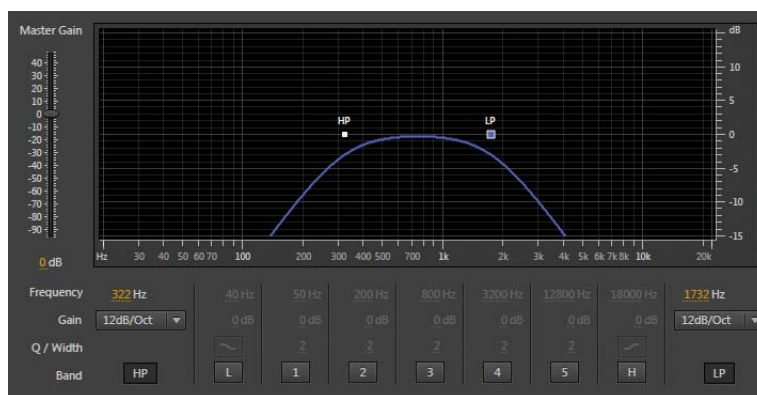 Master Gain
dB
40
30
20
10
0
-10
-20
-30
-40
-50
-60
-70
-80
-90
0 dB
HP
LP
10
5
0
-5
-10
-15
Hz 30 40 50 60 70 100 200 300 400 500 700 1k 2k 3k 4k 5k 6k 7k 8k 10k 20k
Frequency 322 Hz 40 Hz 50 Hz 200 Hz 800 Hz 3200 Hz 12800 Hz 18000 Hz 1732 Hz
Gain 12dB/Oct 0 dB 0 dB 0 dB 0 dB 0 dB 0 dB 0 dB 12dB/Oct
Q / Width 2 2 2 2 2
Band HP L 1 2 3 4 5 H LP